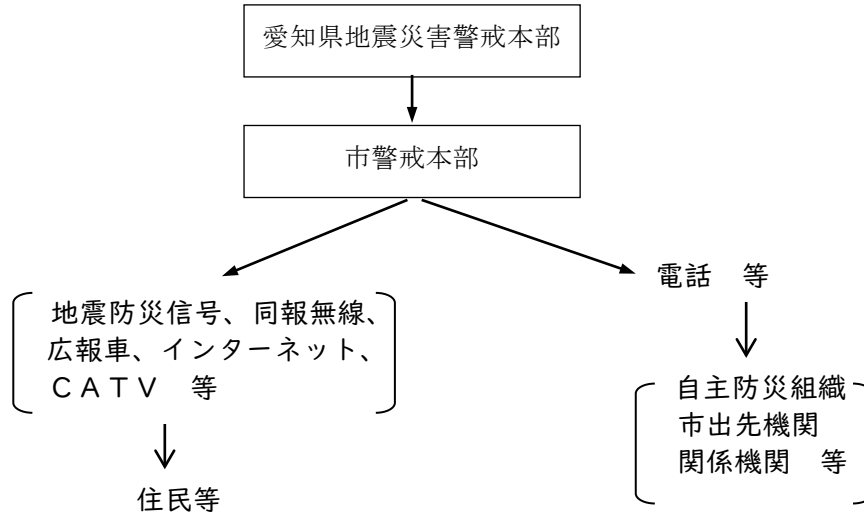 愛知県地震災害警戒本部
市警戒本部
地震防災信号、同報無線、
広報車、インターネット、
ＣＡＴＶ　等
住民等
電話　等
自主防災組織
市出先機関
関係機関　等